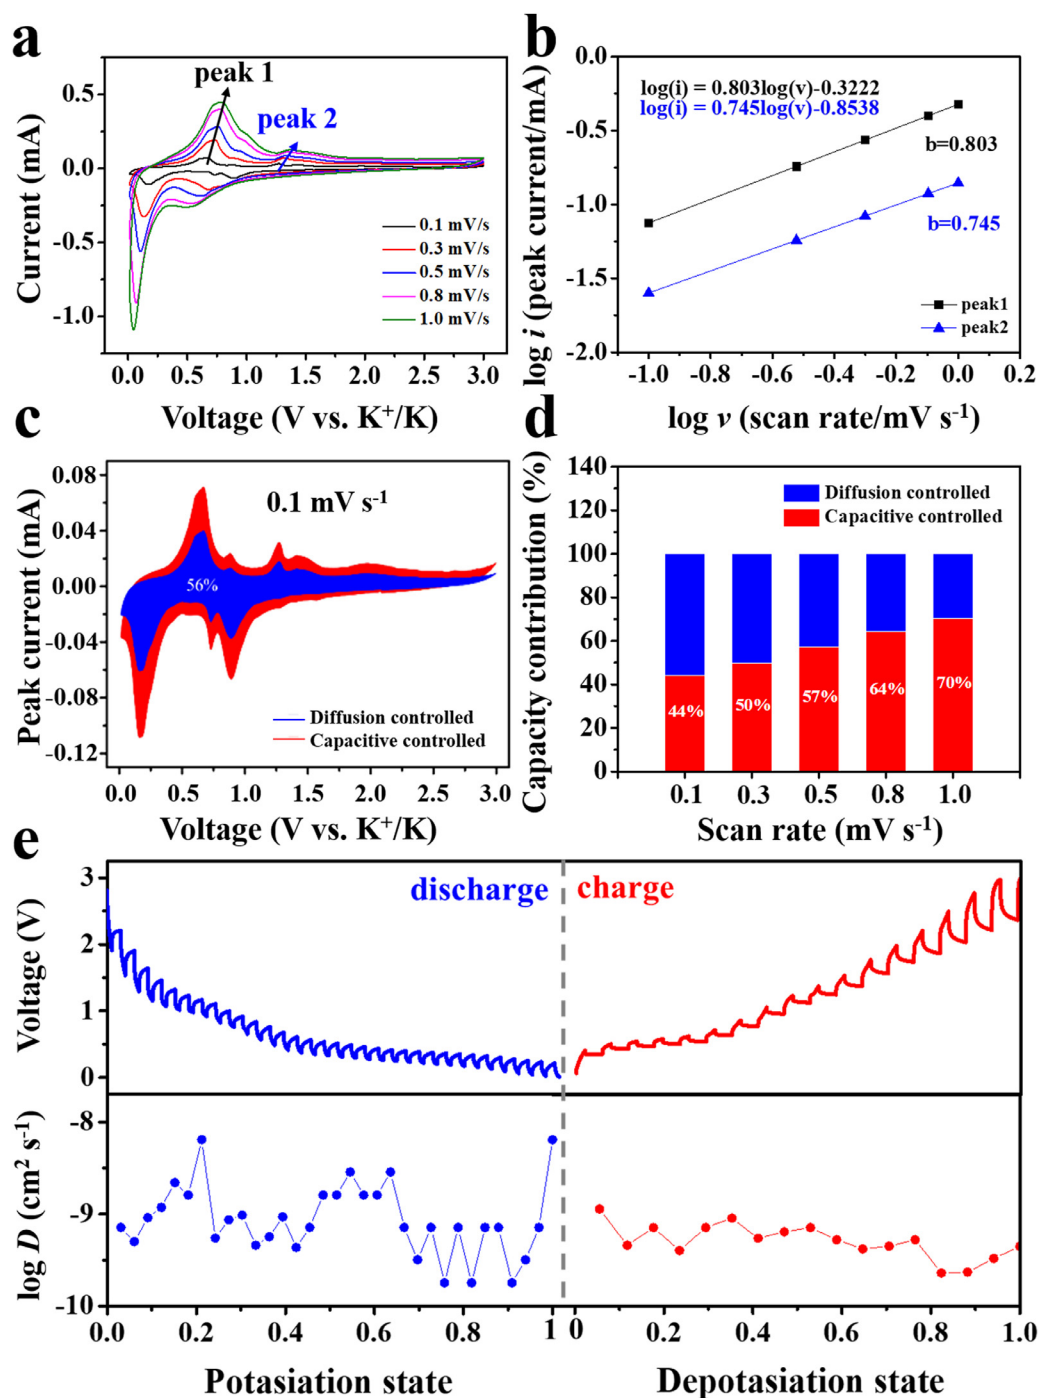 a
peak 1
peak 2
Current (mA)
0.5
0.0
-0.5
-1.0
0.1 mV/s
0.3 mV/s
0.5 mV/s
0.8 mV/s
1.0 mV/s
0.0 0.5 1.0 1.5 2.0 2.5 3.0
Voltage (V vs. K⁺/K)
b
log i (peak current/mA)
0.0
-0.5
-1.0
-1.5
-2.0
log(i) = 0.803log(v)-0.3222
log(i) = 0.745log(v)-0.8538
b=0.803
b=0.745
peak1
peak2
-1.0 -0.8 -0.6 -0.4 -0.2 0.0 0.2
log v (scan rate/mV s⁻¹)
c
Peak current (mA)
0.08
0.04
0.00
-0.04
-0.08
-0.12
0.1 mV s⁻¹
56%
Diffusion controlled
Capacitive controlled
0.0 0.5 1.0 1.5 2.0 2.5 3.0
Voltage (V vs. K⁺/K)
d
Capacity contribution (%)
140
120
100
80
60
40
20
0
Diffusion controlled
Capacitive controlled
44% 50% 57% 64% 70%
0.1 0.3 0.5 0.8 1.0
Scan rate (mV s⁻¹)
e
Voltage (V)
3
2
1
0
discharge
charge
log D (cm² s⁻¹)
-8
-9
-10
0.0 0.2 0.4 0.6 0.8 1
0 0.2 0.4 0.6 0.8 1.0
Potasiation state
Depotasiation state